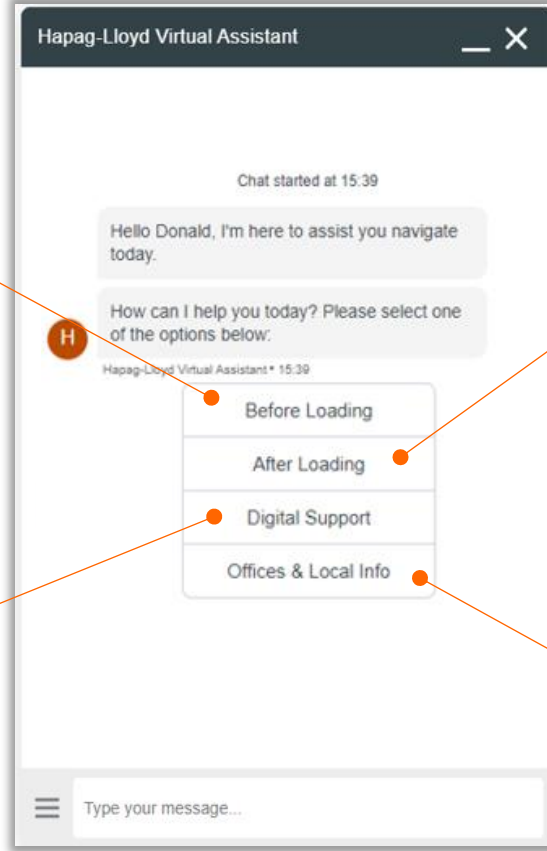 Hapag-Lloyd Virtual Assistant
Chat started at 15:39
Hello Donald, I'm here to assist you navigate
today.
How can I help you today? Please select one
of the options below:
H
Hapag-Lloyd Virtual Assistant • 15:39
Before Loading
After Loading
Digital Support
Offices & Local Info
Type your message...